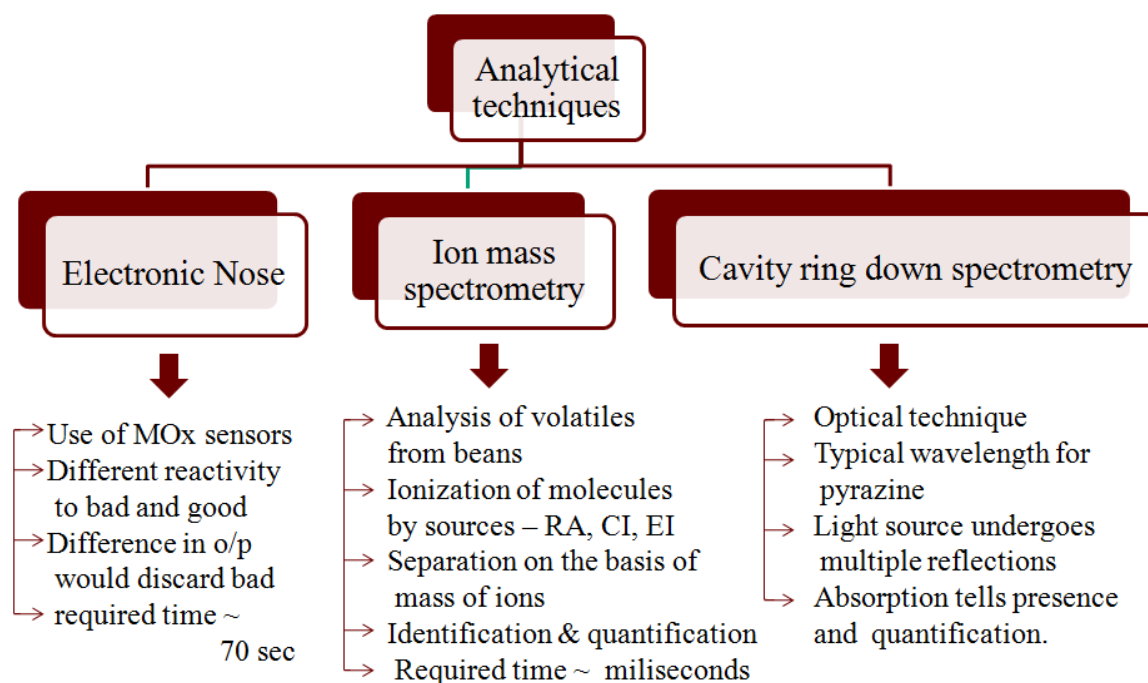 Analytical
techniques
Electronic Nose
Ion mass
spectrometry
Cavity ring down spectrometry
Use of MOx sensors
Different reactivity
to bad and good
Difference in o/p
would discard bad
required time ~
70 sec
Analysis of volatiles
from beans
Ionization of molecules
by sources – RA, CI, EI
Separation on the basis of
mass of ions
Identification & quantification
Required time ~ miliseconds
Optical technique
Typical wavelength for
pyrazine
Light source undergoes
multiple reflections
Absorption tells presence
and quantification.